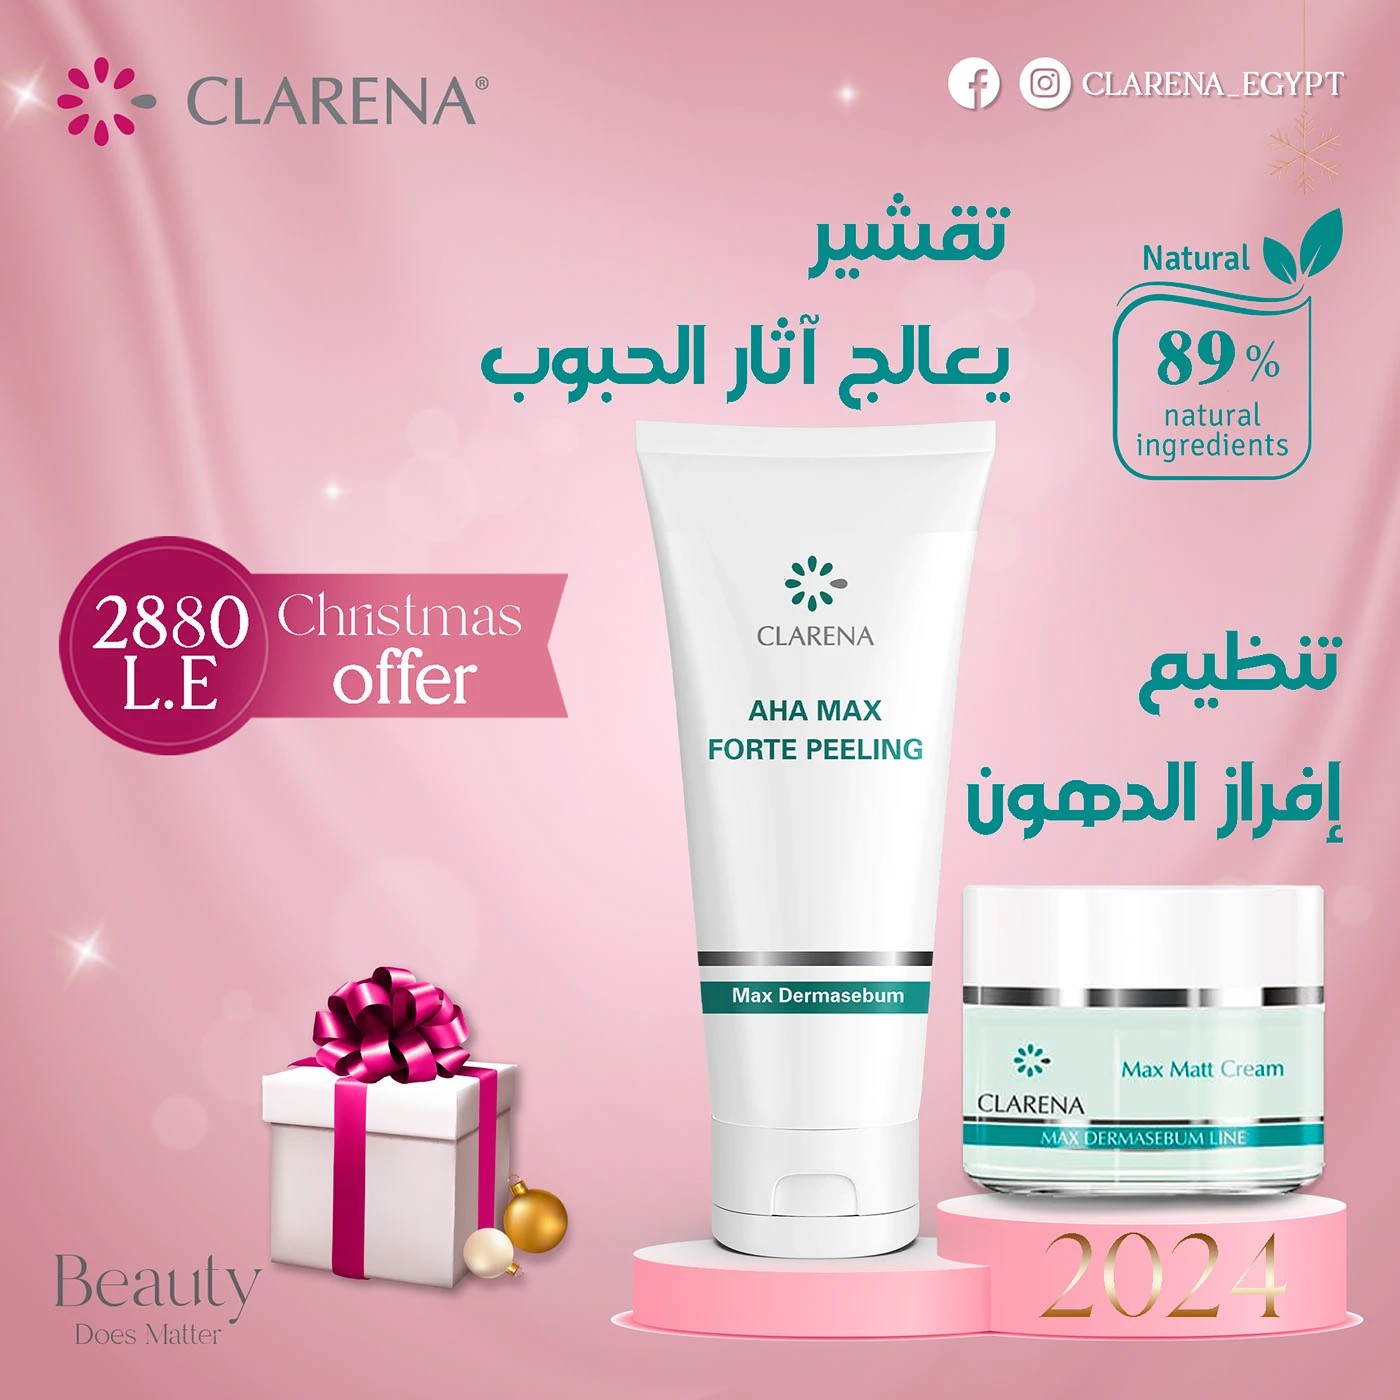 CLARENA®
CLARENA_EGYPT
تقشير
يعالج آثار الحبوب
Natural
89%
natural
ingredients
2880
L.E
Christmas
offer
CLARENA
AHA MAX
FORTE PEELING
Max Dermasebum
تنظيم
إفراز الدهون
Max Matt Cream
CLARENA
MAX DERMASEBUM LINE
2024
Beauty
Does Matter